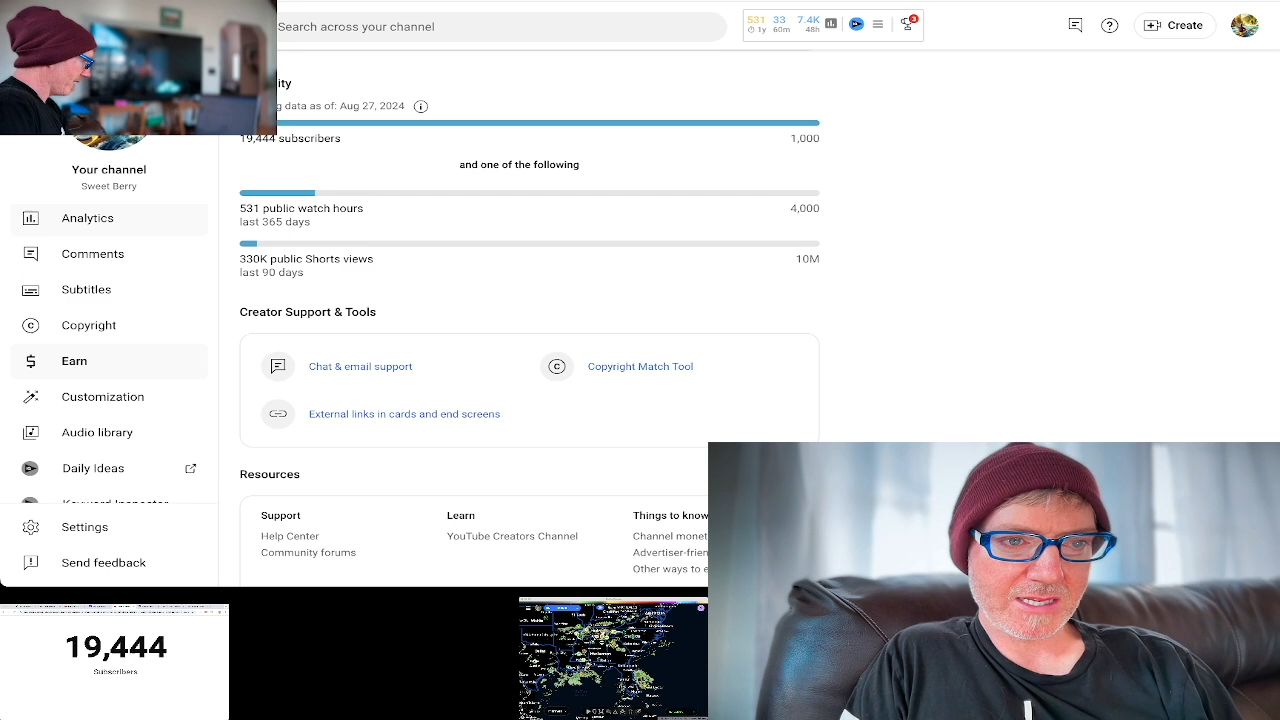 Search across your channel
531 33 7.4K
1y 60m 48h
3
Create
data as of: Aug 27, 2024
19,444 subscribers 1,000
and one of the following
531 public watch hours 4,000
last 365 days
330K public Shorts views 10M
last 90 days
Your channel
Sweet Berry
Analytics
Comments
Subtitles
Copyright
Earn
Customization
Audio library
Daily Ideas
Keyword Inspector
Settings
Send feedback
Creator Support & Tools
Chat & email support
Copyright Match Tool
External links in cards and end screens
Resources
Support
Help Center
Community forums
Learn
YouTube Creators Channel
Things to know
Channel monet
Advertiser-frien
Other ways to e
19,444
Subscribers